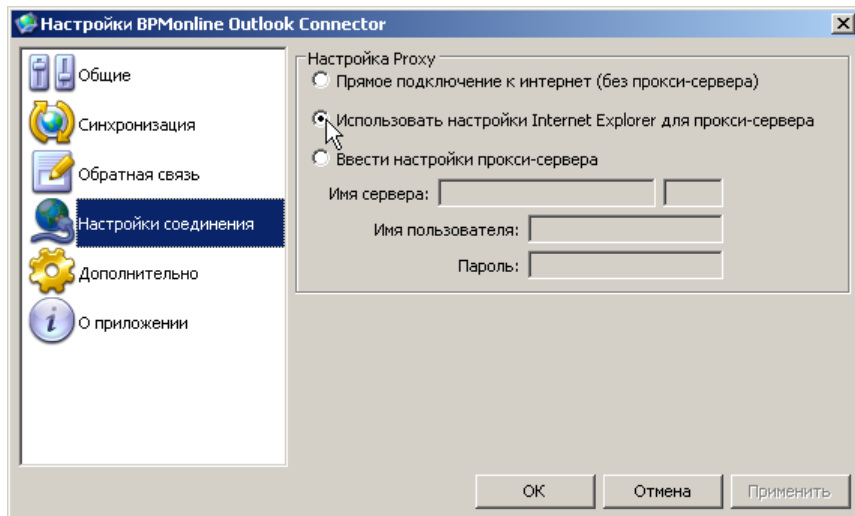 Настройки BPMonline Outlook Connector
Общие
Синхронизация
Обратная связь
Настройки соединения
Дополнительно
О приложении
Настройка Proxy
Прямое подключение к интернет (без прокси-сервера)
Использовать настройки Internet Explorer для прокси-сервера
Ввести настройки прокси-сервера
Имя сервера:
Имя пользователя:
Пароль:
ОК
Отмена
Применить